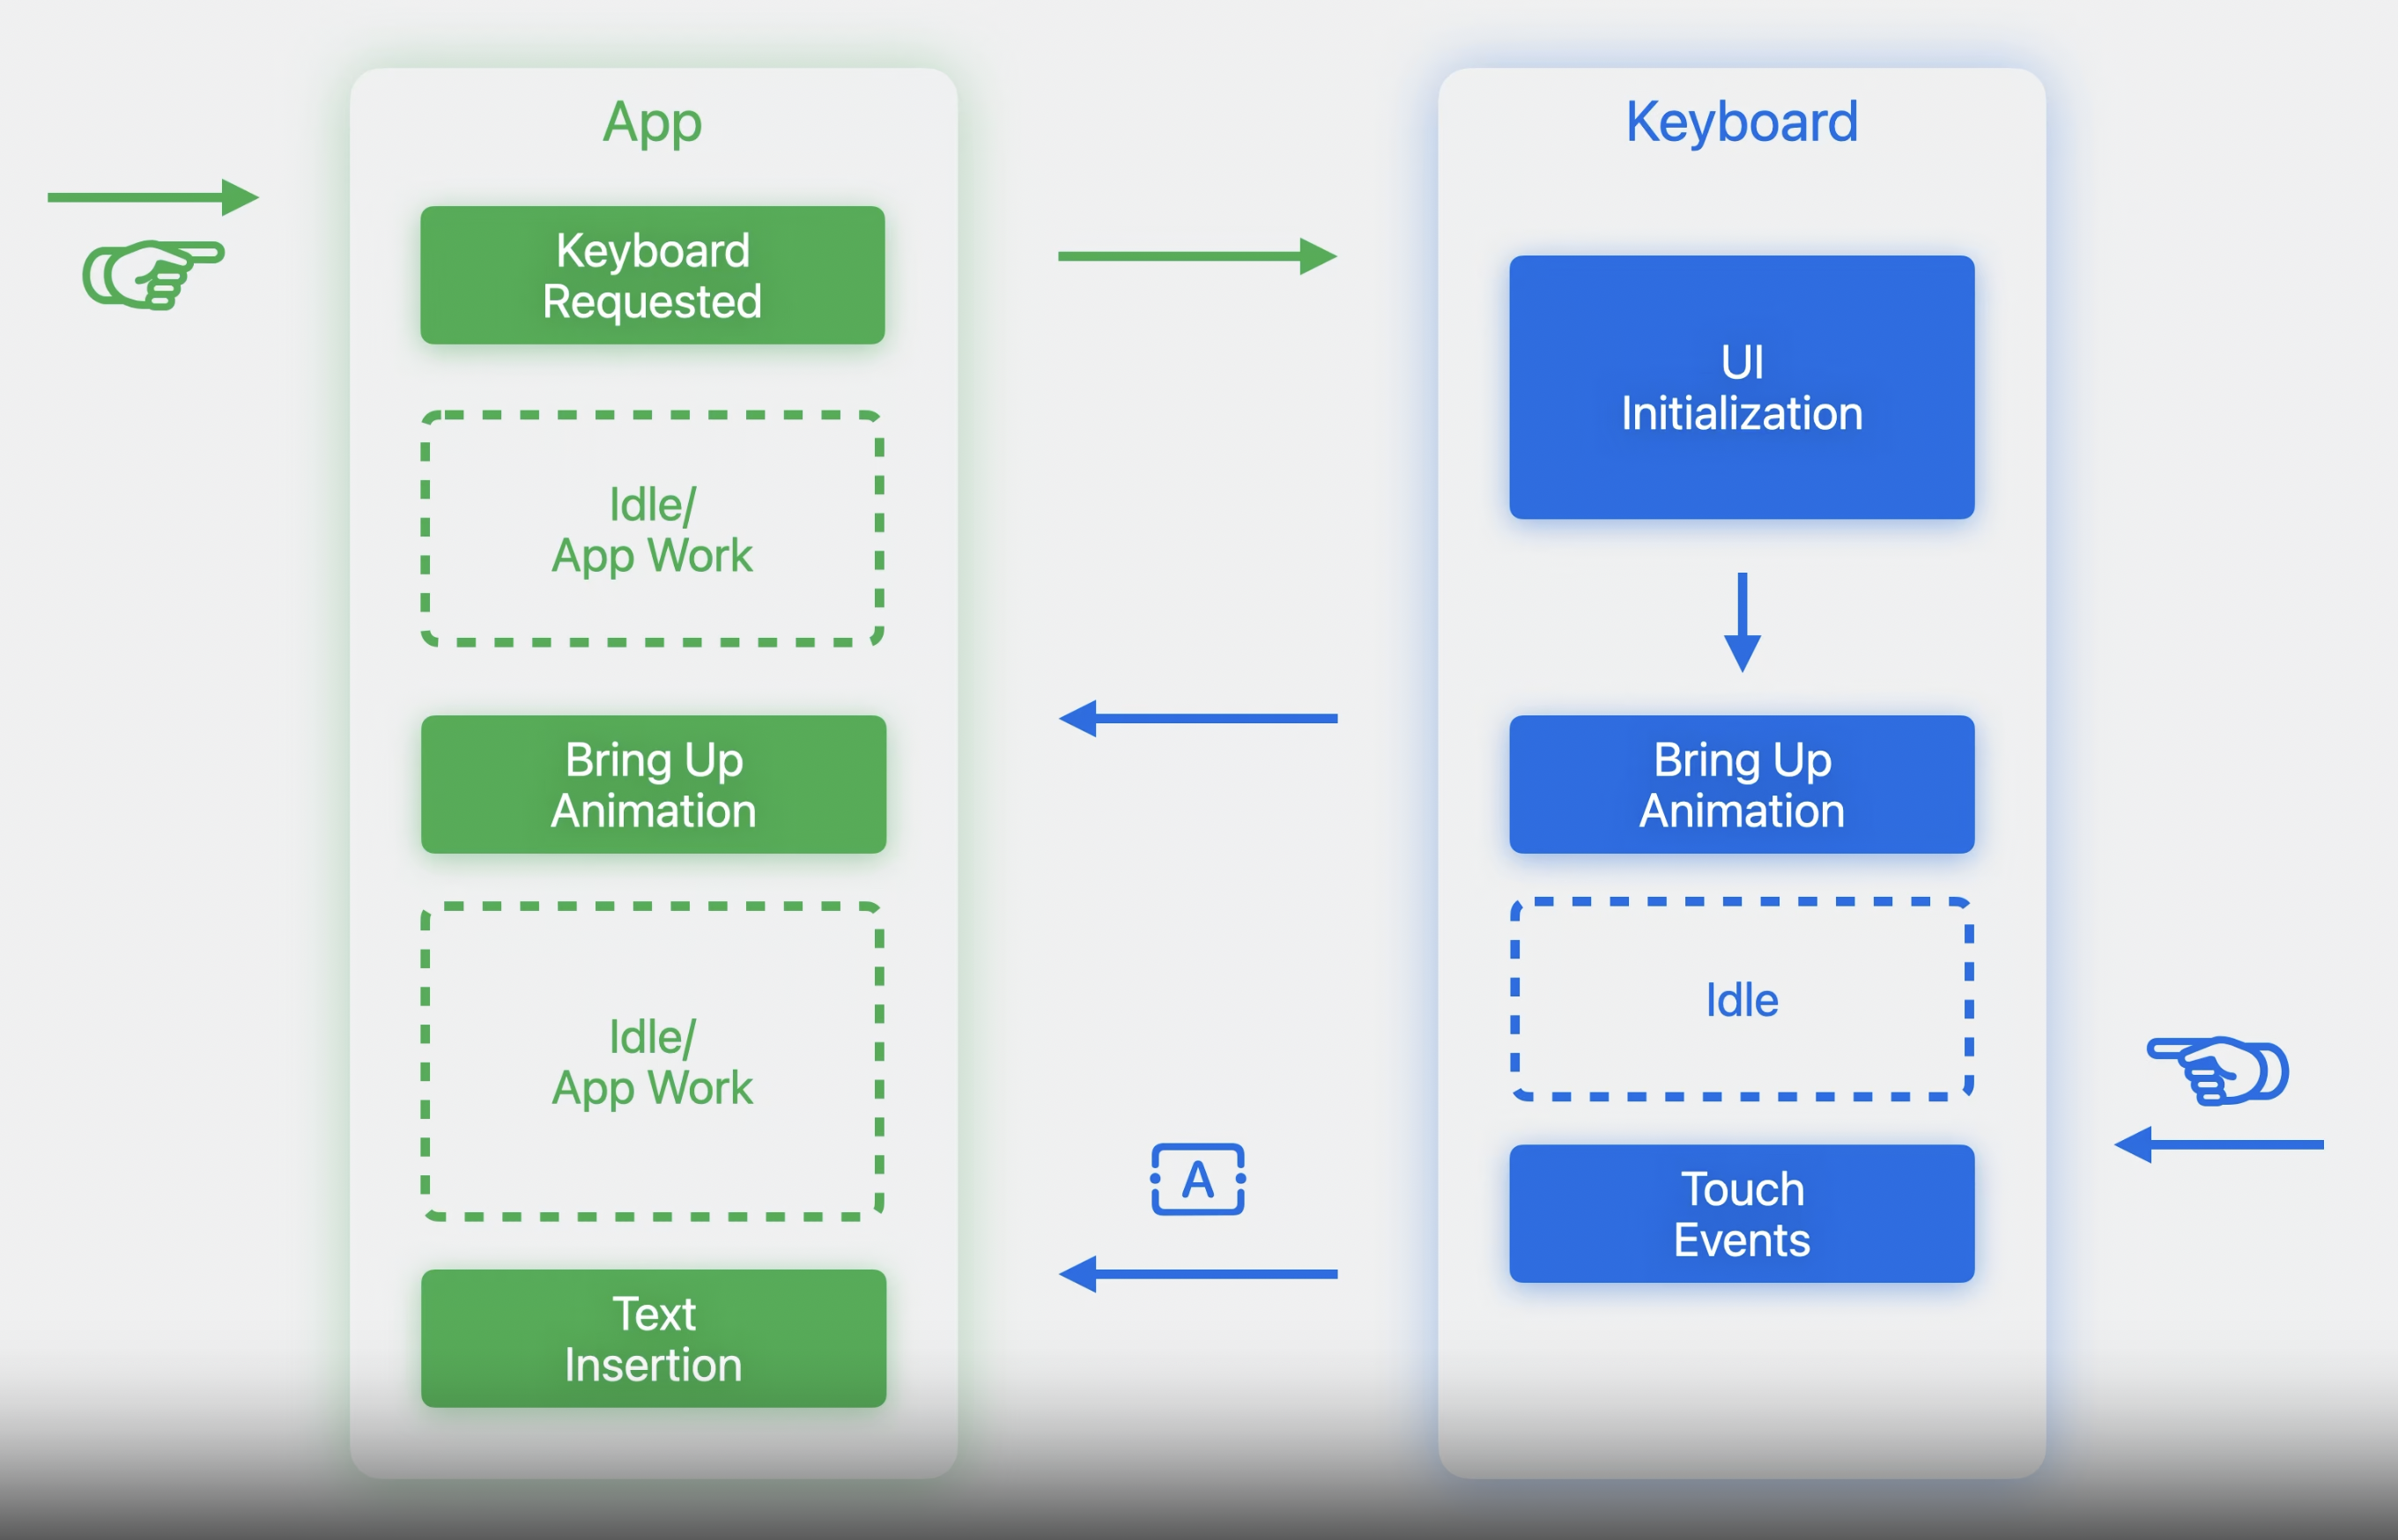 App
Keyboard
Requested
Idle/
App Work
Bring Up
Animation
Idle/
App Work
Text
Insertion
A
Keyboard
UI
Initialization
Bring Up
Animation
Idle
Touch
Events